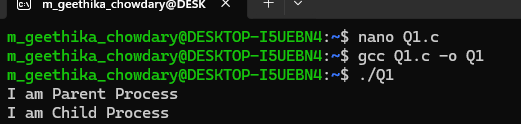 m_geethika_chowdary@DESK
m_geethika_chowdary@DESKTOP-I5UEBN4:~$ nano Q1.c
m_geethika_chowdary@DESKTOP-I5UEBN4:~$ gcc Q1.c -o Q1
m_geethika_chowdary@DESKTOP-I5UEBN4:~$ ./Q1
I am Parent Process
I am Child Process